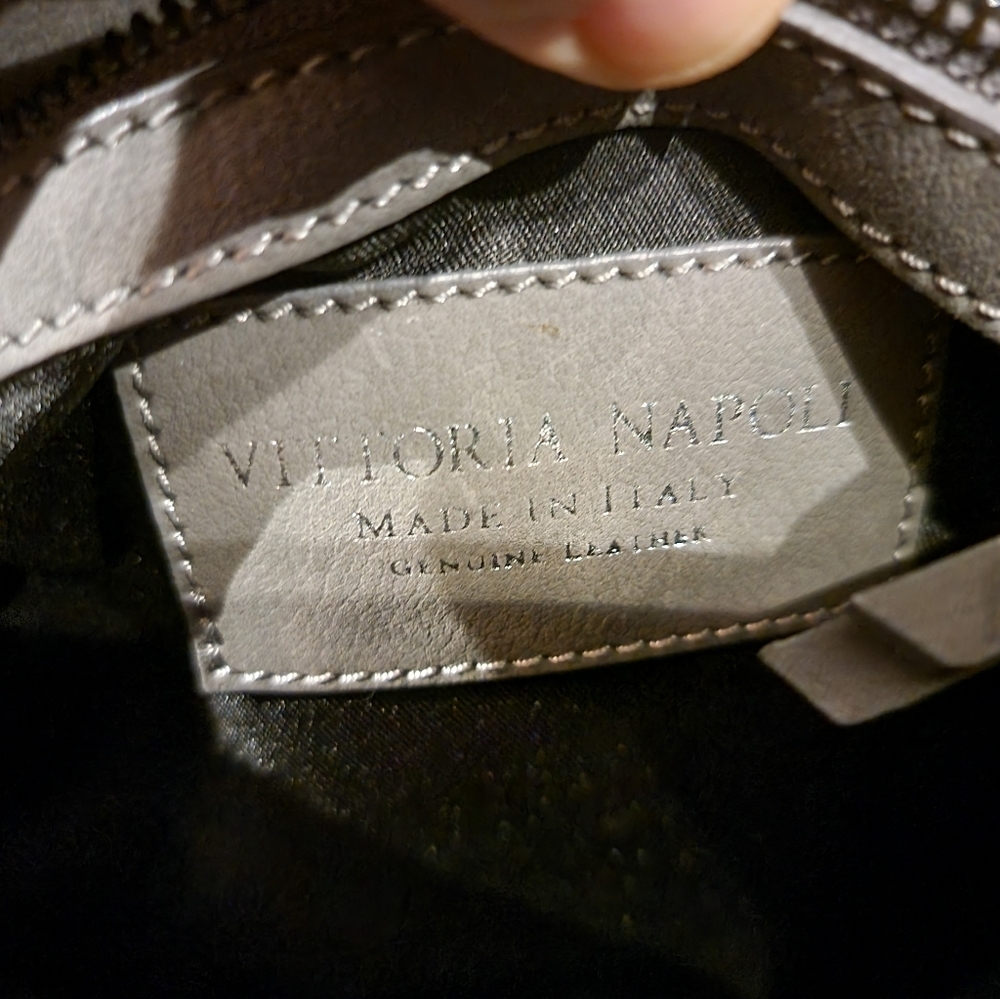 VITTORIA NAPOLI
MADE IN ITALY
GENUINE LEATHER